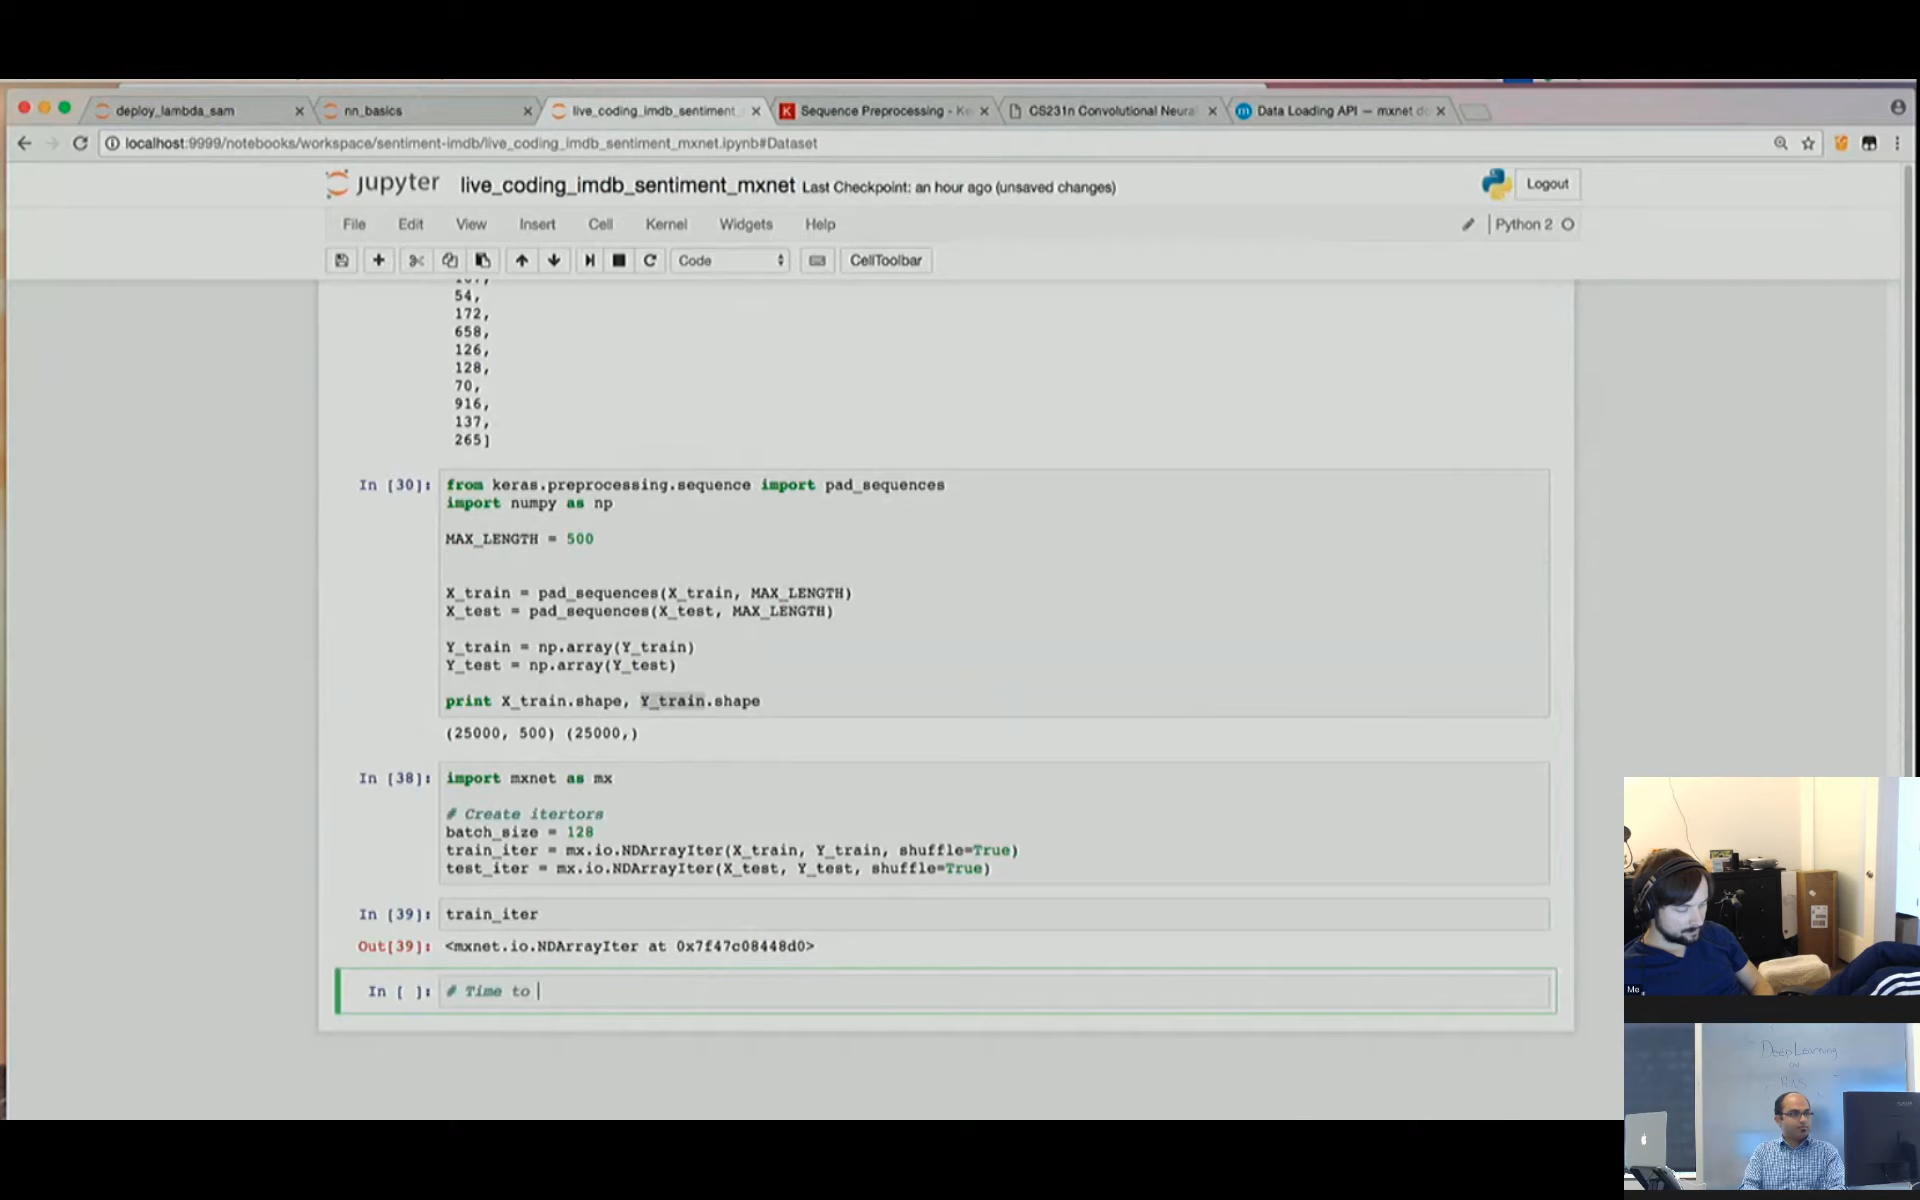 deploy_lambda_sam
nn_basics
live_coding_imdb_sentiment
Sequence Preprocessing - Ke
CS231n Convolutional Neura
Data Loading API — mxnet do
localhost:9999/notebooks/workspace/sentiment-imdb/live_coding_imdb_sentiment_mxnet.ipynb#Dataset
jupyter live_coding_imdb_sentiment_mxnet Last Checkpoint: an hour ago (unsaved changes)
Logout
File Edit View Insert Cell Kernel Widgets Help
Python 2
Code
CellToolbar
54,
172,
658,
126,
128,
70,
916,
137,
265]
In [30]: from keras.preprocessing.sequence import pad_sequences
import numpy as np
MAX_LENGTH = 500
X_train = pad_sequences(X_train, MAX_LENGTH)
X_test = pad_sequences(X_test, MAX_LENGTH)
Y_train = np.array(Y_train)
Y_test = np.array(Y_test)
print X_train.shape, Y_train.shape
(25000, 500) (25000,)
In [38]: import mxnet as mx
# Create itertors
batch_size = 128
train_iter = mx.io.NDArrayIter(X_train, Y_train, shuffle=True)
test_iter = mx.io.NDArrayIter(X_test, Y_test, shuffle=True)
In [39]: train_iter
Out[39]: <mxnet.io.NDArrayIter at 0x7f47c08448d0>
In [ ]: # Time to
Me
Deep Learning
on